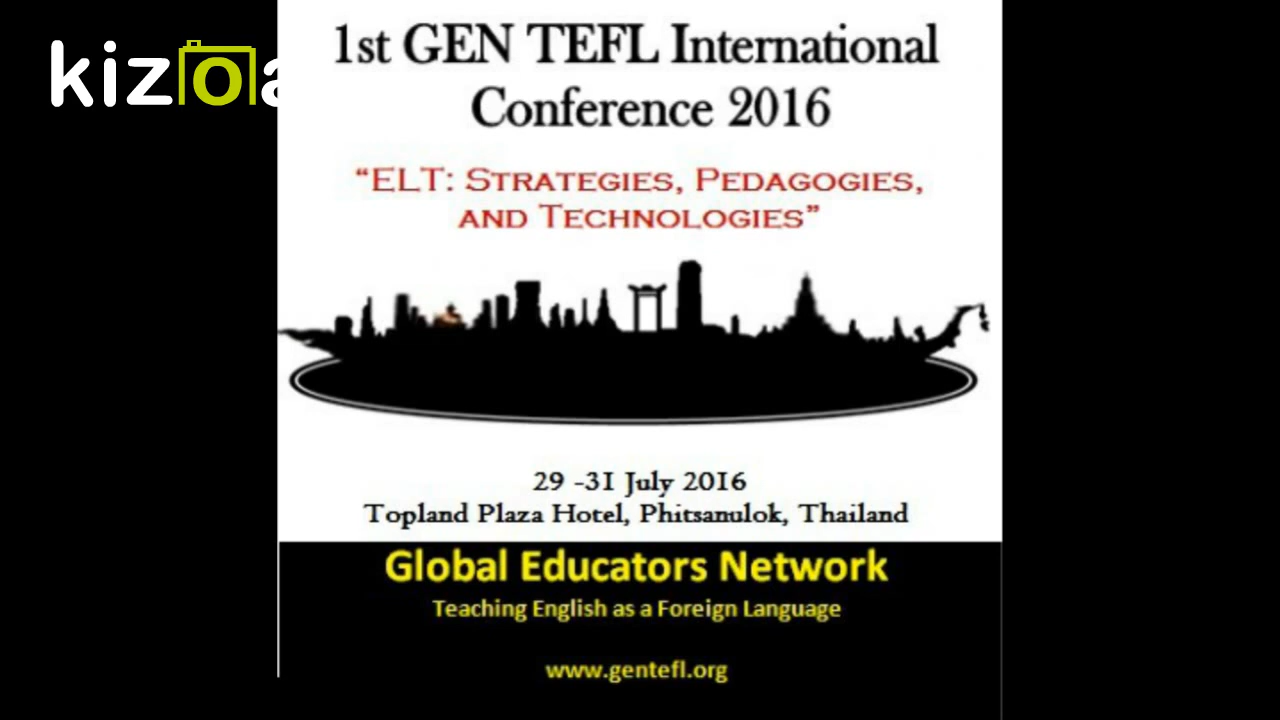 kizoa
1st GEN TEFL International
Conference 2016
“ELT: Strategies, Pedagogies,
and Technologies”
29 -31 July 2016
Topland Plaza Hotel, Phitsanulok, Thailand
Global Educators Network
Teaching English as a Foreign Language
www.gentefl.org